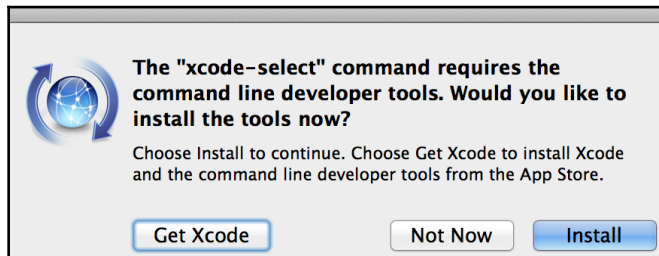 The "xcode-select" command requires the
command line developer tools. Would you like to
install the tools now?
Choose Install to continue. Choose Get Xcode to install Xcode
and the command line developer tools from the App Store.
Get Xcode
Not Now
Install